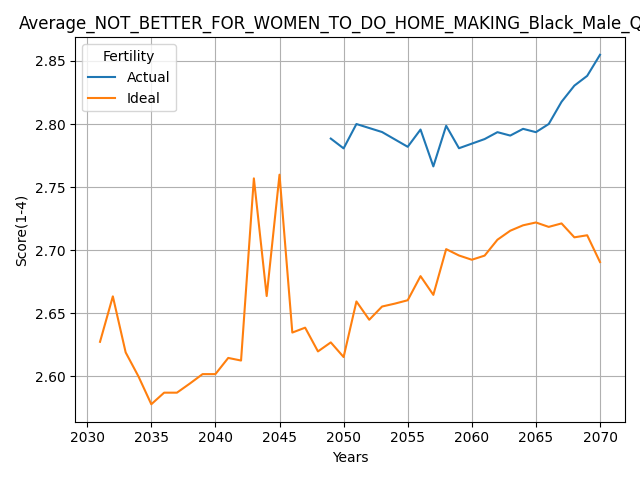 Average_NOT_BETTER_FOR_WOMEN_TO_DO_HOME_MAKING_Black_Male_Q
Fertility
Actual
Ideal
Score(1-4)
2.85
2.80
2.75
2.70
2.65
2.60
2030 2035 2040 2045 2050 2055 2060 2065 2070
Years